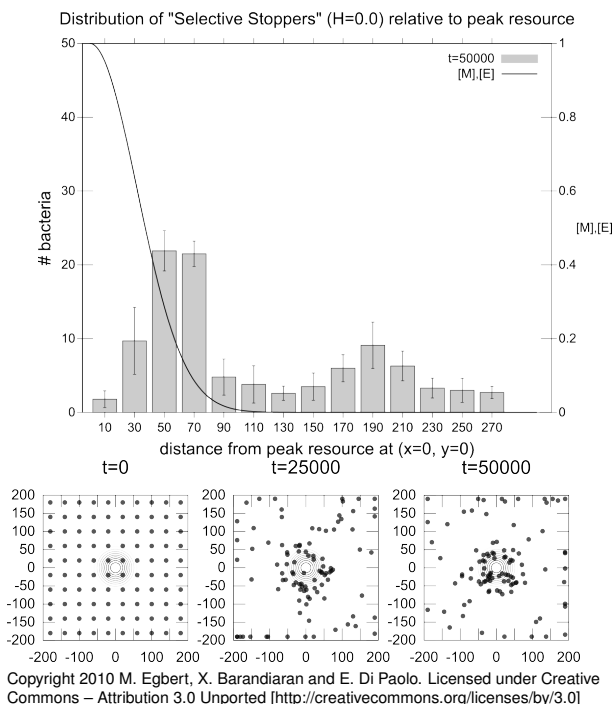 Distribution of "Selective Stoppers" (H=0.0) relative to peak resource
50
40
30
20
10
0
# bacteria
1
0.8
0.6
0.4
0.2
0
[M],[E]
t=50000
[M],[E]
10 30 50 70 90 110 130 150 170 190 210 230 250 270
distance from peak resource at (x=0, y=0)
t=0 t=25000 t=50000
200 200 200
150 150 150
100 100 100
50 50 50
0 0 0
-50 -50 -50
-100 -100 -100
-150 -150 -150
-200 -200 -200
-200 -100 0 100 200 -200 -100 0 100 200 -200 -100 0 100 200
Copyright 2010 M. Egbert, X. Barandiaran and E. Di Paolo. Licensed under Creative
Commons – Attribution 3.0 Unported [http://creativecommons.org/licenses/by/3.0]